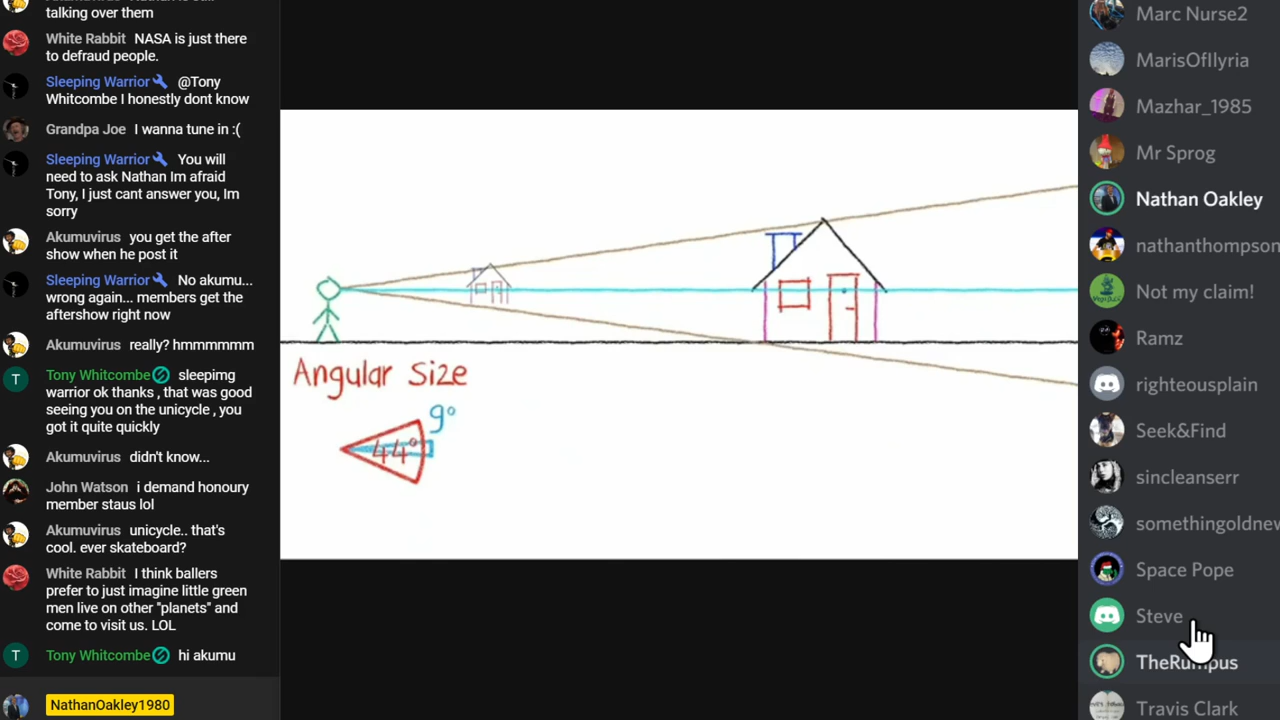 talking over them
White Rabbit NASA is just there
to defraud people.
Sleeping Warrior @Tony
Whitcombe I honestly dont know
Grandpa Joe I wanna tune in :(
Sleeping Warrior You will
need to ask Nathan Im afraid
Tony, I just cant answer you, Im
sorry
Akumuvirus you get the after
show when he post it
Sleeping Warrior No akumu...
wrong again... members get the
aftershow right now
Akumuvirus really? hmmmmmm
T
Tony Whitcombe sleepimg
warrior ok thanks , that was good
seeing you on the unicycle , you
got it quite quickly
Akumuvirus didn't know...
John Watson i demand honoury
member staus lol
Akumuvirus unicycle.. that's
cool. ever skateboard?
White Rabbit I think ballers
prefer to just imagine little green
men live on other "planets" and
come to visit us. LOL
T
Tony Whitcombe hi akumu
NathanOakley1980
Angular Size
9°
44°
Marc Nurse2
MarisOfIlyria
Mazhar_1985
Mr Sprog
Nathan Oakley
nathanthompson
Not my claim!
Ramz
righteousplain
Seek&Find
sincleanserr
somethingoldnew
Space Pope
Steve
TheRumpus
Travis Clark